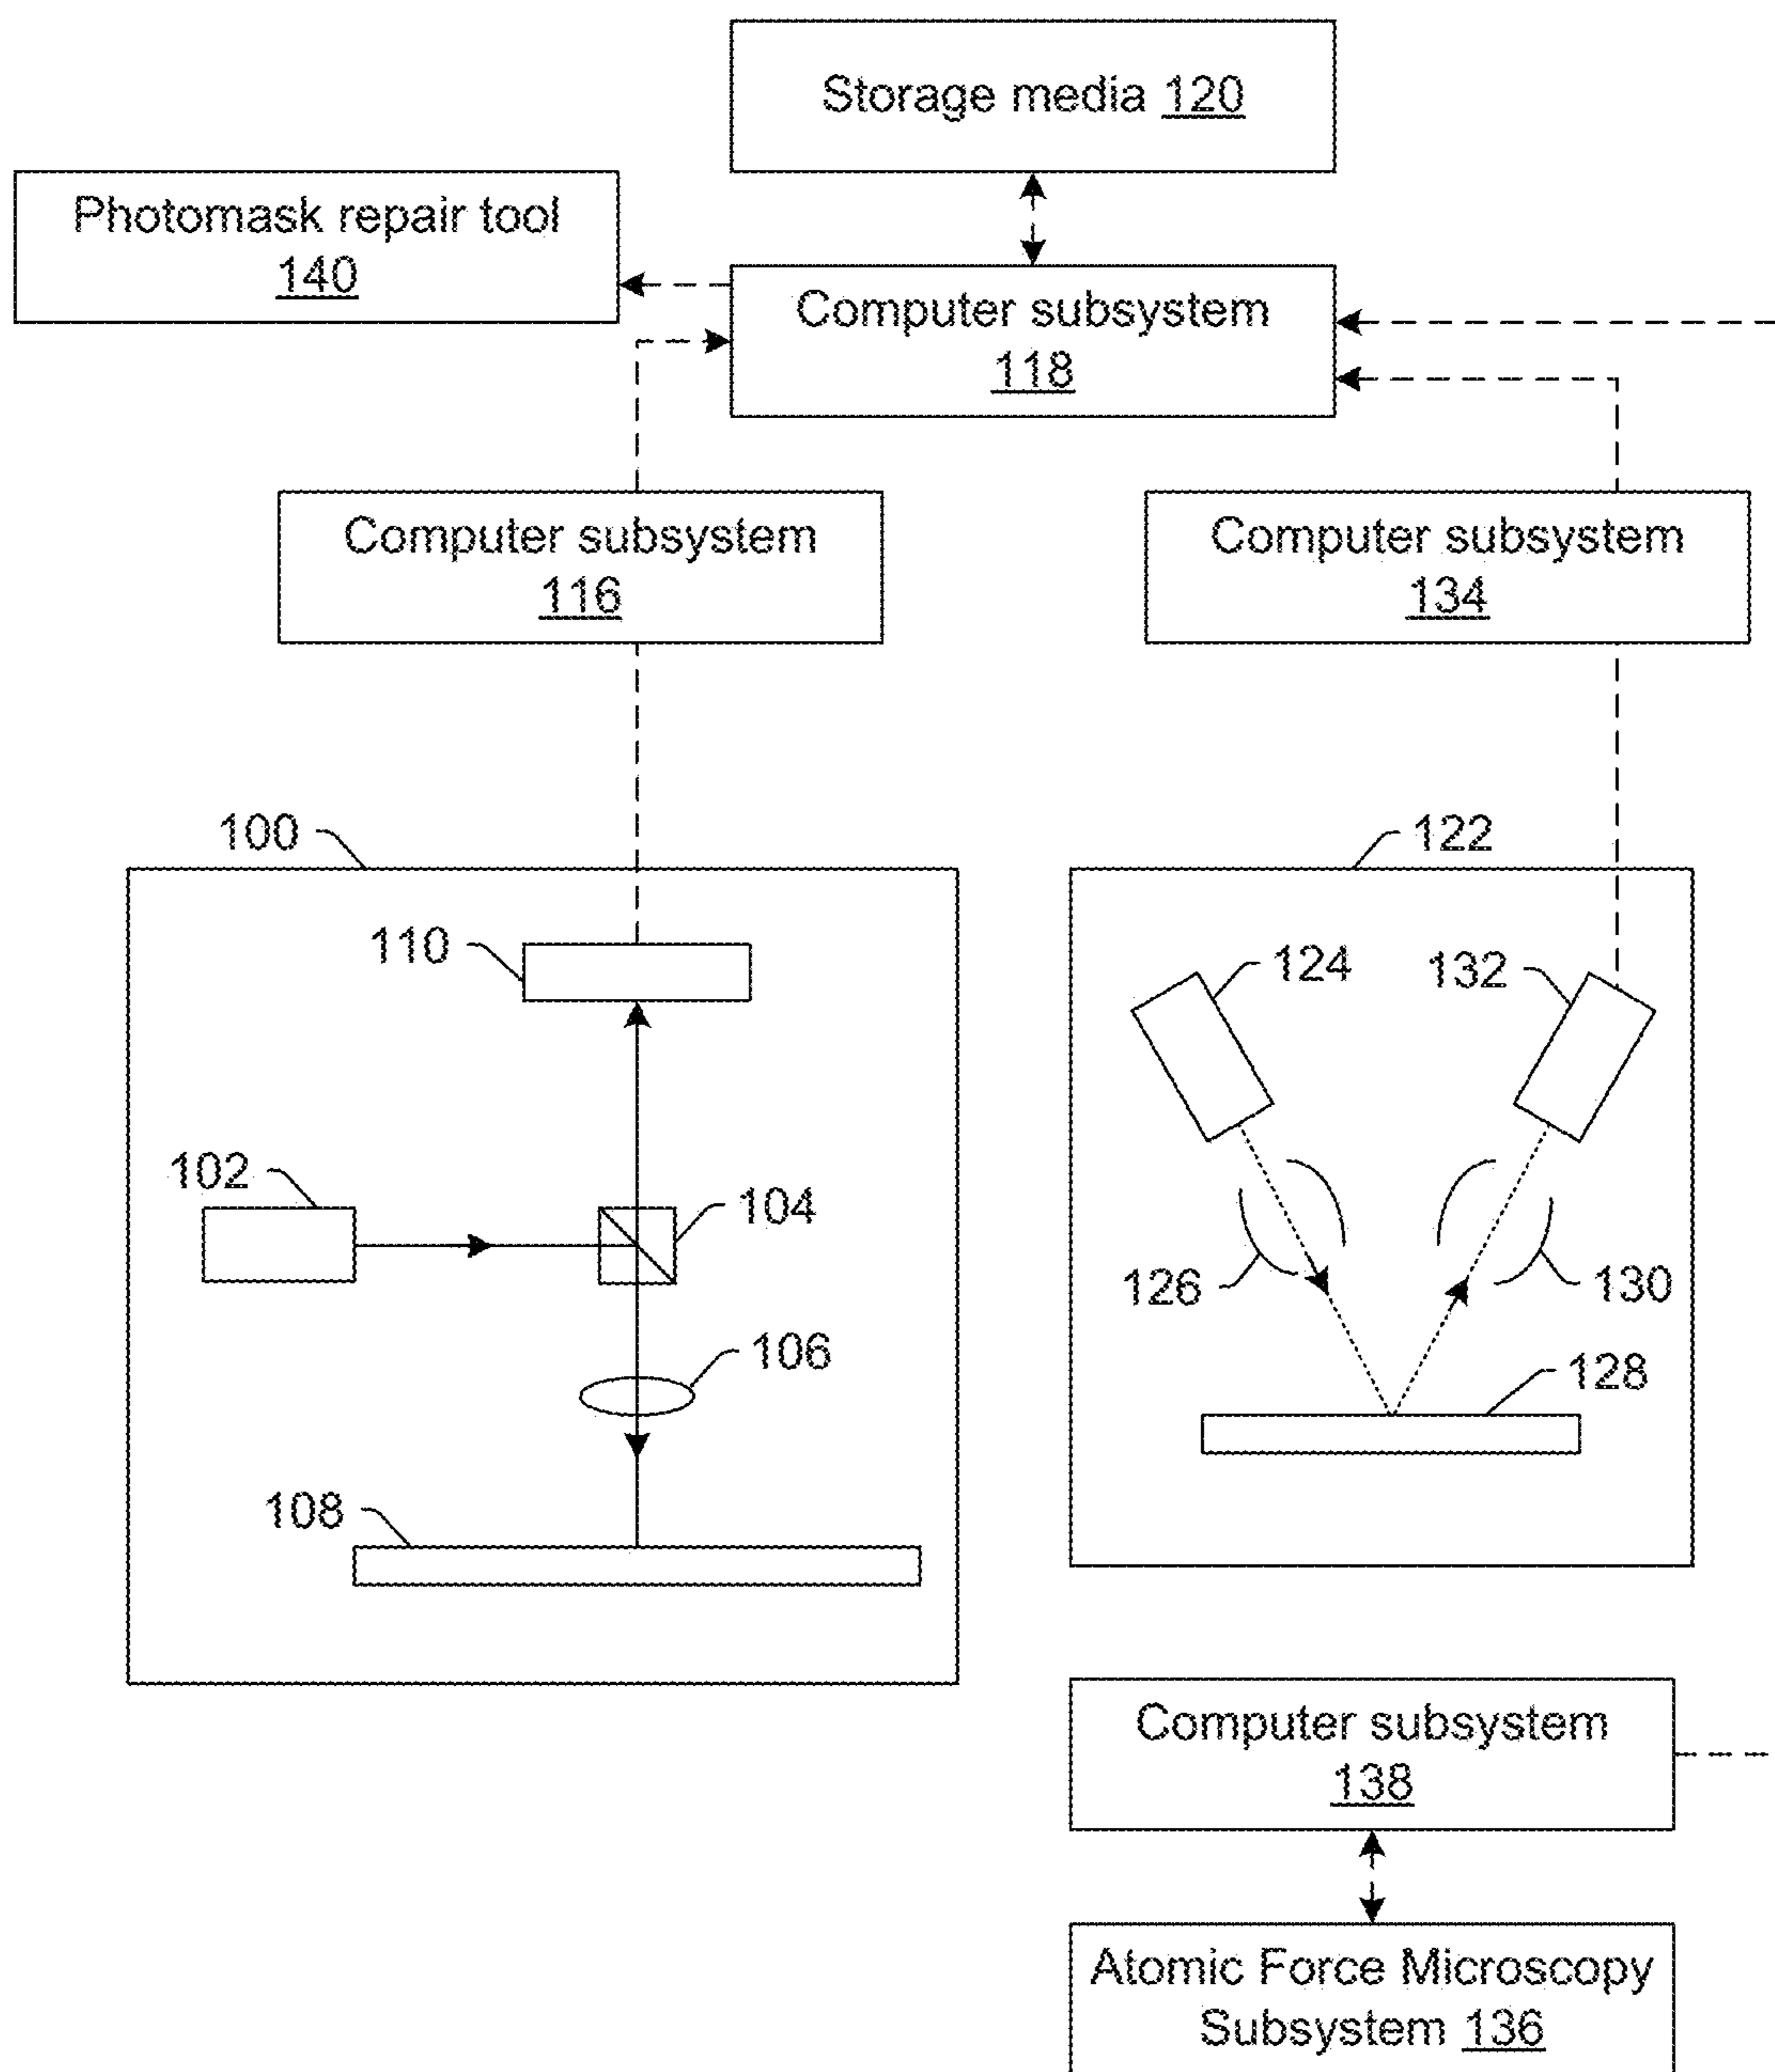 Storage media 120
Photomask repair tool
140
Computer subsystem
118
Computer subsystem
116
Computer subsystem
134
100
122
110
124
132
102
104
126
130
106
128
108
Computer subsystem
138
Atomic Force Microscopy
Subsystem 136